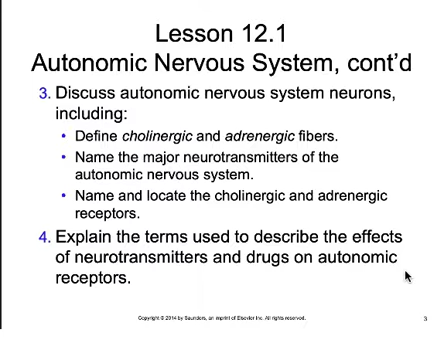 Lesson 12.1
Autonomic Nervous System, cont'd
3. Discuss autonomic nervous system neurons,
including:
• Define cholinergic and adrenergic fibers.
• Name the major neurotransmitters of the
autonomic nervous system.
• Name and locate the cholinergic and adrenergic
receptors.
4. Explain the terms used to describe the effects
of neurotransmitters and drugs on autonomic
receptors.
Copyright © 2014 by Saunders, an imprint of Elsevier Inc. All rights reserved.
3